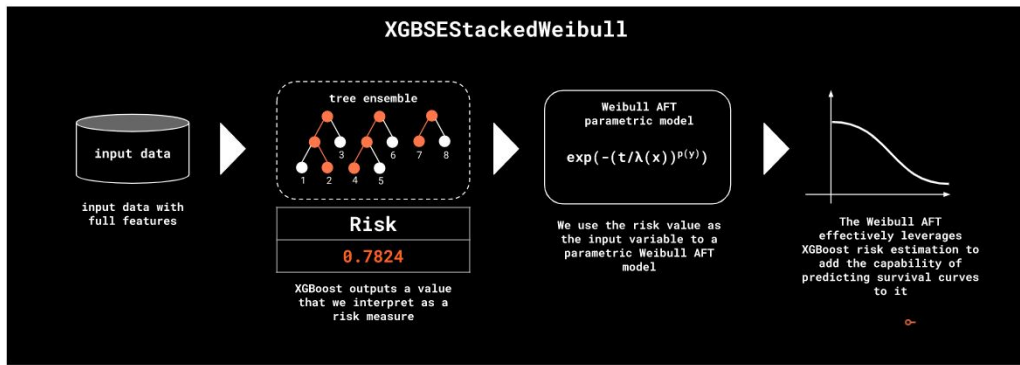 XGBSEStackedWeibull
input data
input data with
full features
tree ensemble
3
6
7
8
1
2
4
5
Risk
0.7824
XGBoost outputs a value
that we interpret as a
risk measure
Weibull AFT
parametric model
exp(-(t/λ(x))^p(y))
We use the risk value as
the input variable to a
parametric Weibull AFT
model
The Weibull AFT
effectively leverages
XGBoost risk estimation to
add the capability of
predicting survival curves
to it